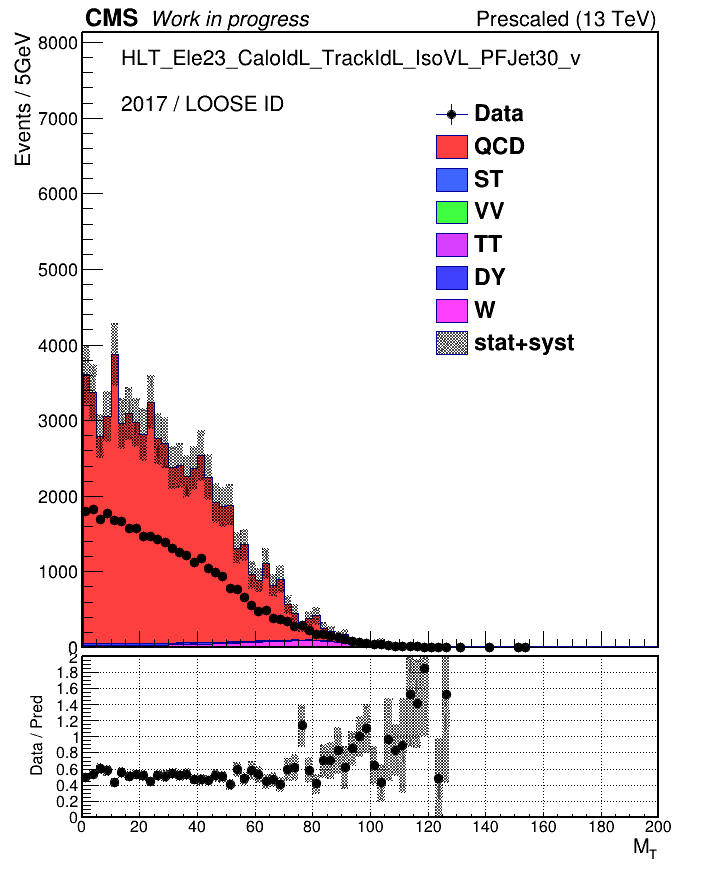 CMS Work in progress Prescaled (13 TeV)
Events / 5GeV
HLT_Ele23_CaloIdL_TrackIdL_IsoVL_PFJet30_v
2017 / LOOSE ID
Data
QCD
ST
VV
TT
DY
W
stat+syst
8000
7000
6000
5000
4000
3000
2000
1000
0
Data / Pred
2
1.8
1.6
1.4
1.2
1
0.8
0.6
0.4
0.2
0
0 20 40 60 80 100 120 140 160 180 200
M_T